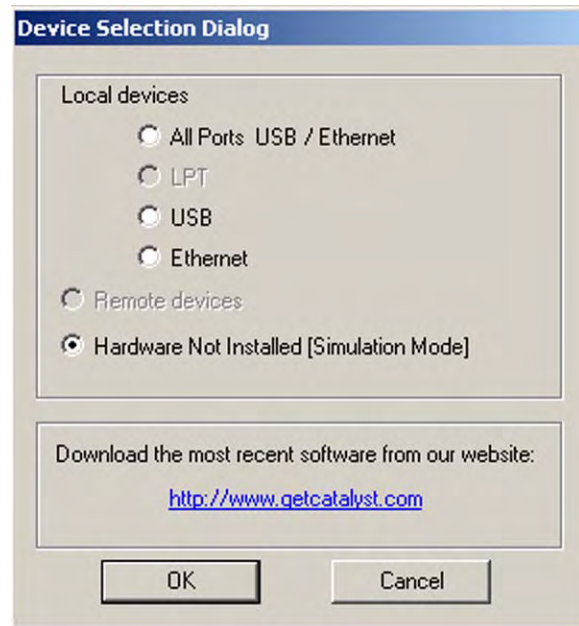 Device Selection Dialog
Local devices
All Ports USB / Ethernet
LPT
USB
Ethernet
Remote devices
Hardware Not Installed [Simulation Mode]
Download the most recent software from our website:
http://www.getcatalyst.com
OK
Cancel